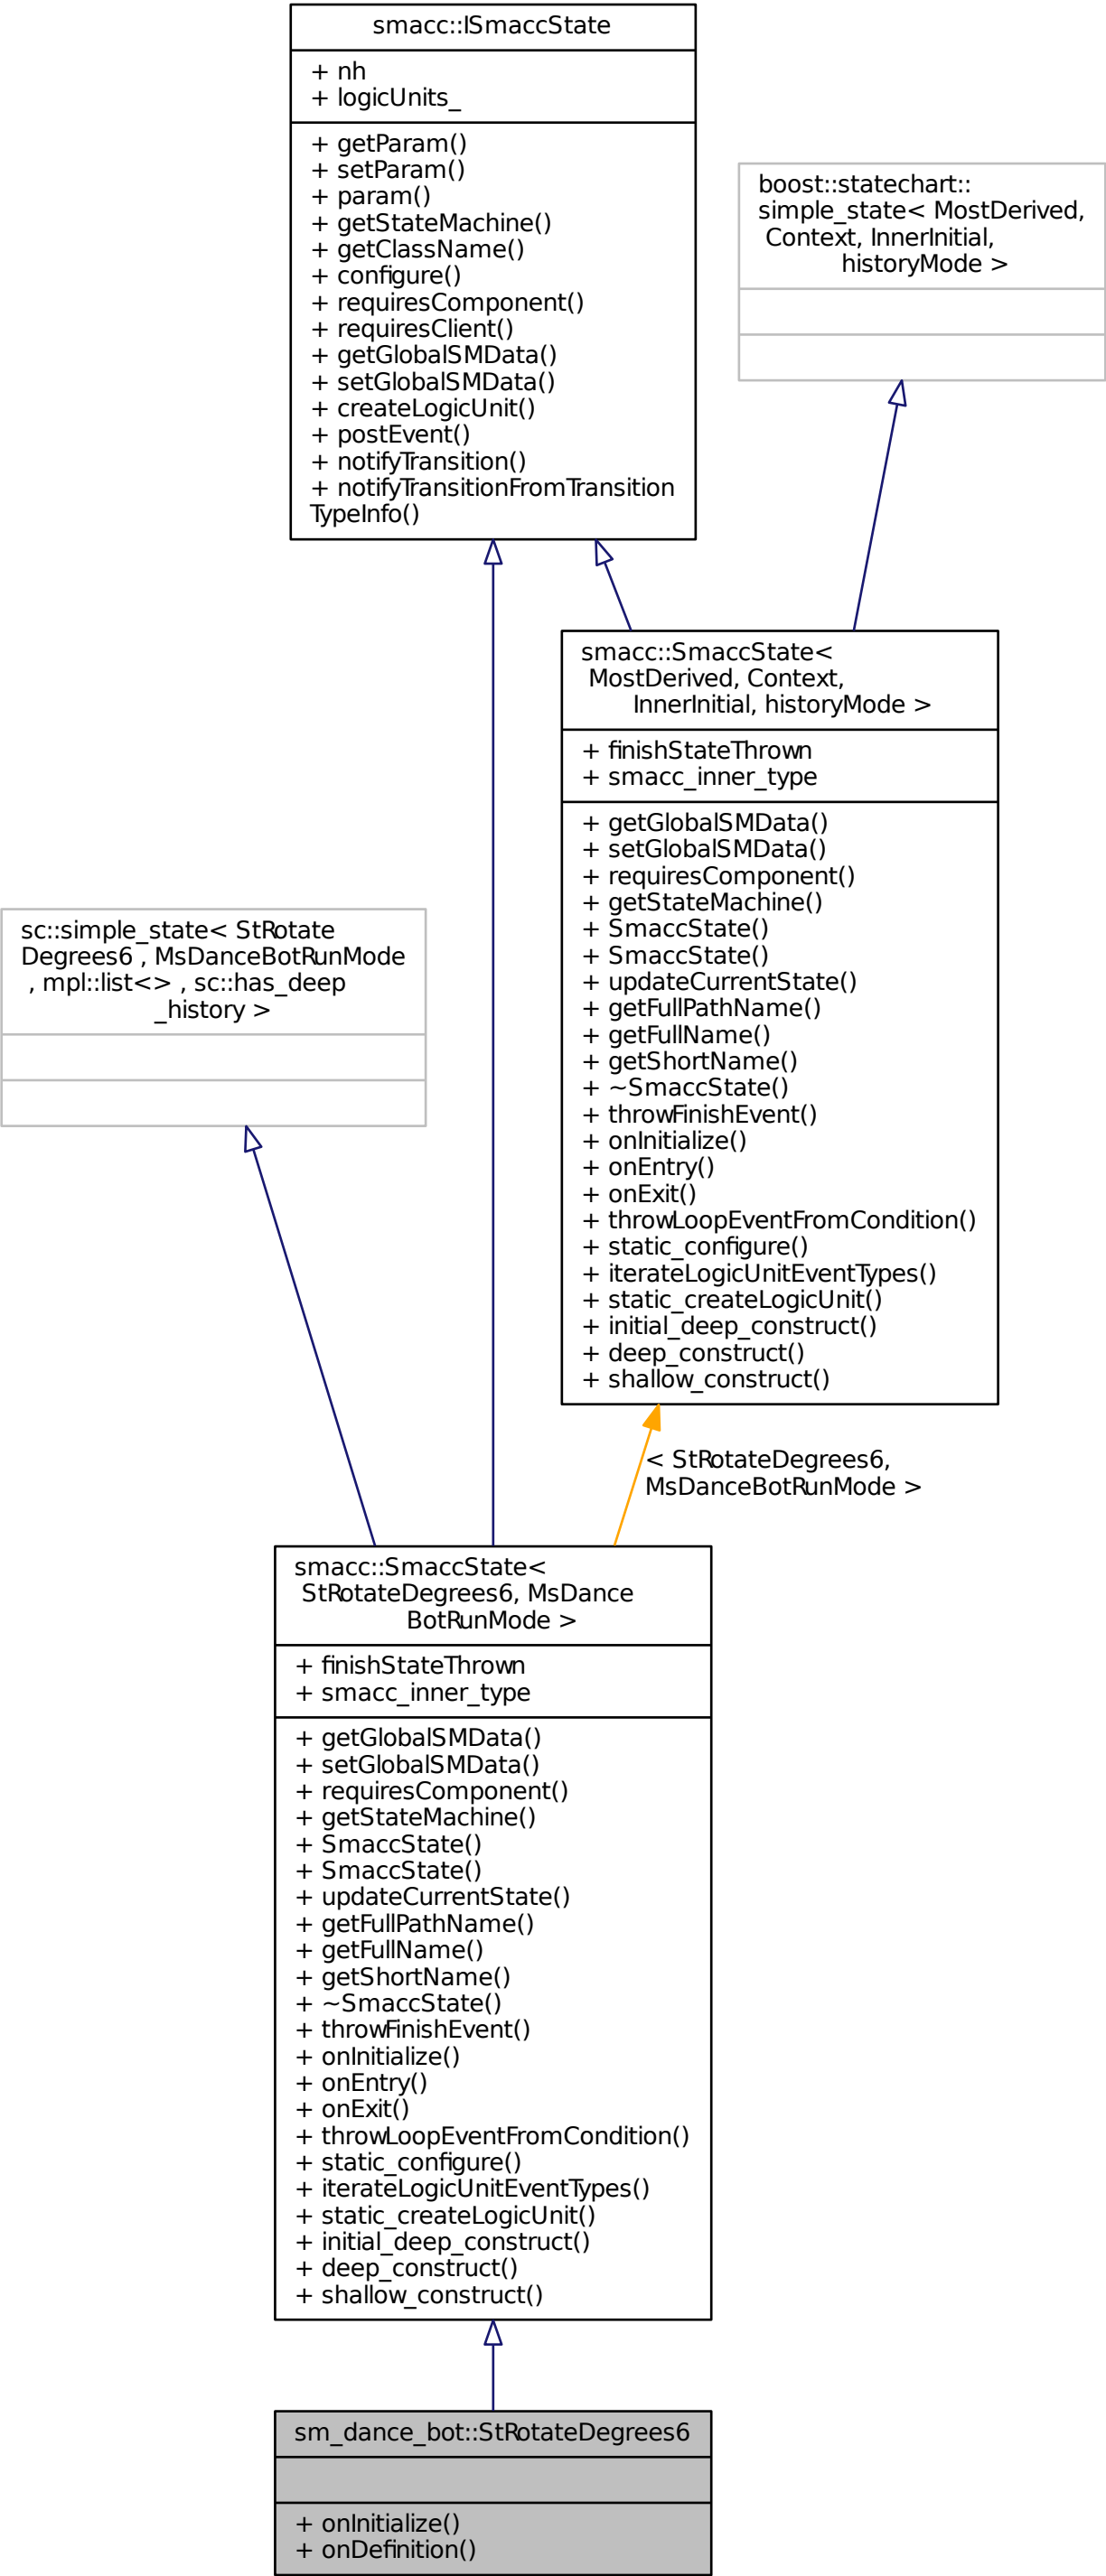 smacc::ISmaccState
+ nh
+ logicUnits_
+ getParam()
+ setParam()
+ param()
+ getStateMachine()
+ getClassName()
+ configure()
+ requiresComponent()
+ requiresClient()
+ getGlobalSMData()
+ setGlobalSMData()
+ createLogicUnit()
+ postEvent()
+ notifyTransition()
+ notifyTransitionFromTransition
TypeInfo()
boost::statechart::
simple_state< MostDerived,
Context, InnerInitial,
historyMode >
smacc::SmaccState<
MostDerived, Context,
InnerInitial, historyMode >
+ finishStateThrown
+ smacc_inner_type
+ getGlobalSMData()
+ setGlobalSMData()
+ requiresComponent()
+ getStateMachine()
+ SmaccState()
+ SmaccState()
+ updateCurrentState()
+ getFullPathName()
+ getFullName()
+ getShortName()
+ ~SmaccState()
+ throwFinishEvent()
+ onInitialize()
+ onEntry()
+ onExit()
+ throwLoopEventFromCondition()
+ static_configure()
+ iterateLogicUnitEventTypes()
+ static_createLogicUnit()
+ initial_deep_construct()
+ deep_construct()
+ shallow_construct()
sc::simple_state< StRotate
Degrees6 , MsDanceBotRunMode
, mpl::list<> , sc::has_deep
_history >
< StRotateDegrees6,
MsDanceBotRunMode >
smacc::SmaccState<
StRotateDegrees6, MsDance
BotRunMode >
+ finishStateThrown
+ smacc_inner_type
+ getGlobalSMData()
+ setGlobalSMData()
+ requiresComponent()
+ getStateMachine()
+ SmaccState()
+ SmaccState()
+ updateCurrentState()
+ getFullPathName()
+ getFullName()
+ getShortName()
+ ~SmaccState()
+ throwFinishEvent()
+ onInitialize()
+ onEntry()
+ onExit()
+ throwLoopEventFromCondition()
+ static_configure()
+ iterateLogicUnitEventTypes()
+ static_createLogicUnit()
+ initial_deep_construct()
+ deep_construct()
+ shallow_construct()
sm_dance_bot::StRotateDegrees6
+ onInitialize()
+ onDefinition()